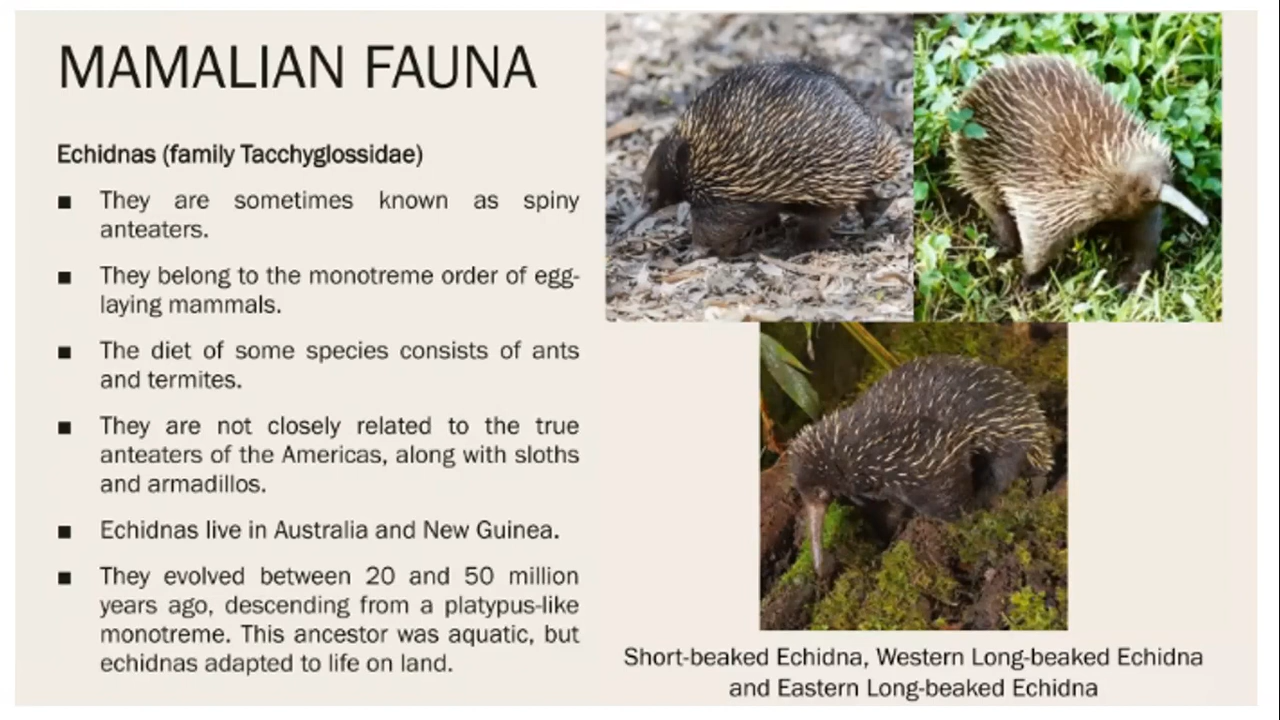 MAMALIAN FAUNA
Echidnas (family Tacchyglossidae)
■ They are sometimes known as spiny
anteaters.
■ They belong to the monotreme order of egg-
laying mammals.
■ The diet of some species consists of ants
and termites.
■ They are not closely related to the true
anteaters of the Americas, along with sloths
and armadillos.
■ Echidnas live in Australia and New Guinea.
■ They evolved between 20 and 50 million
years ago, descending from a platypus-like
monotreme. This ancestor was aquatic, but
echidnas adapted to life on land.
Short-beaked Echidna, Western Long-beaked Echidna
and Eastern Long-beaked Echidna